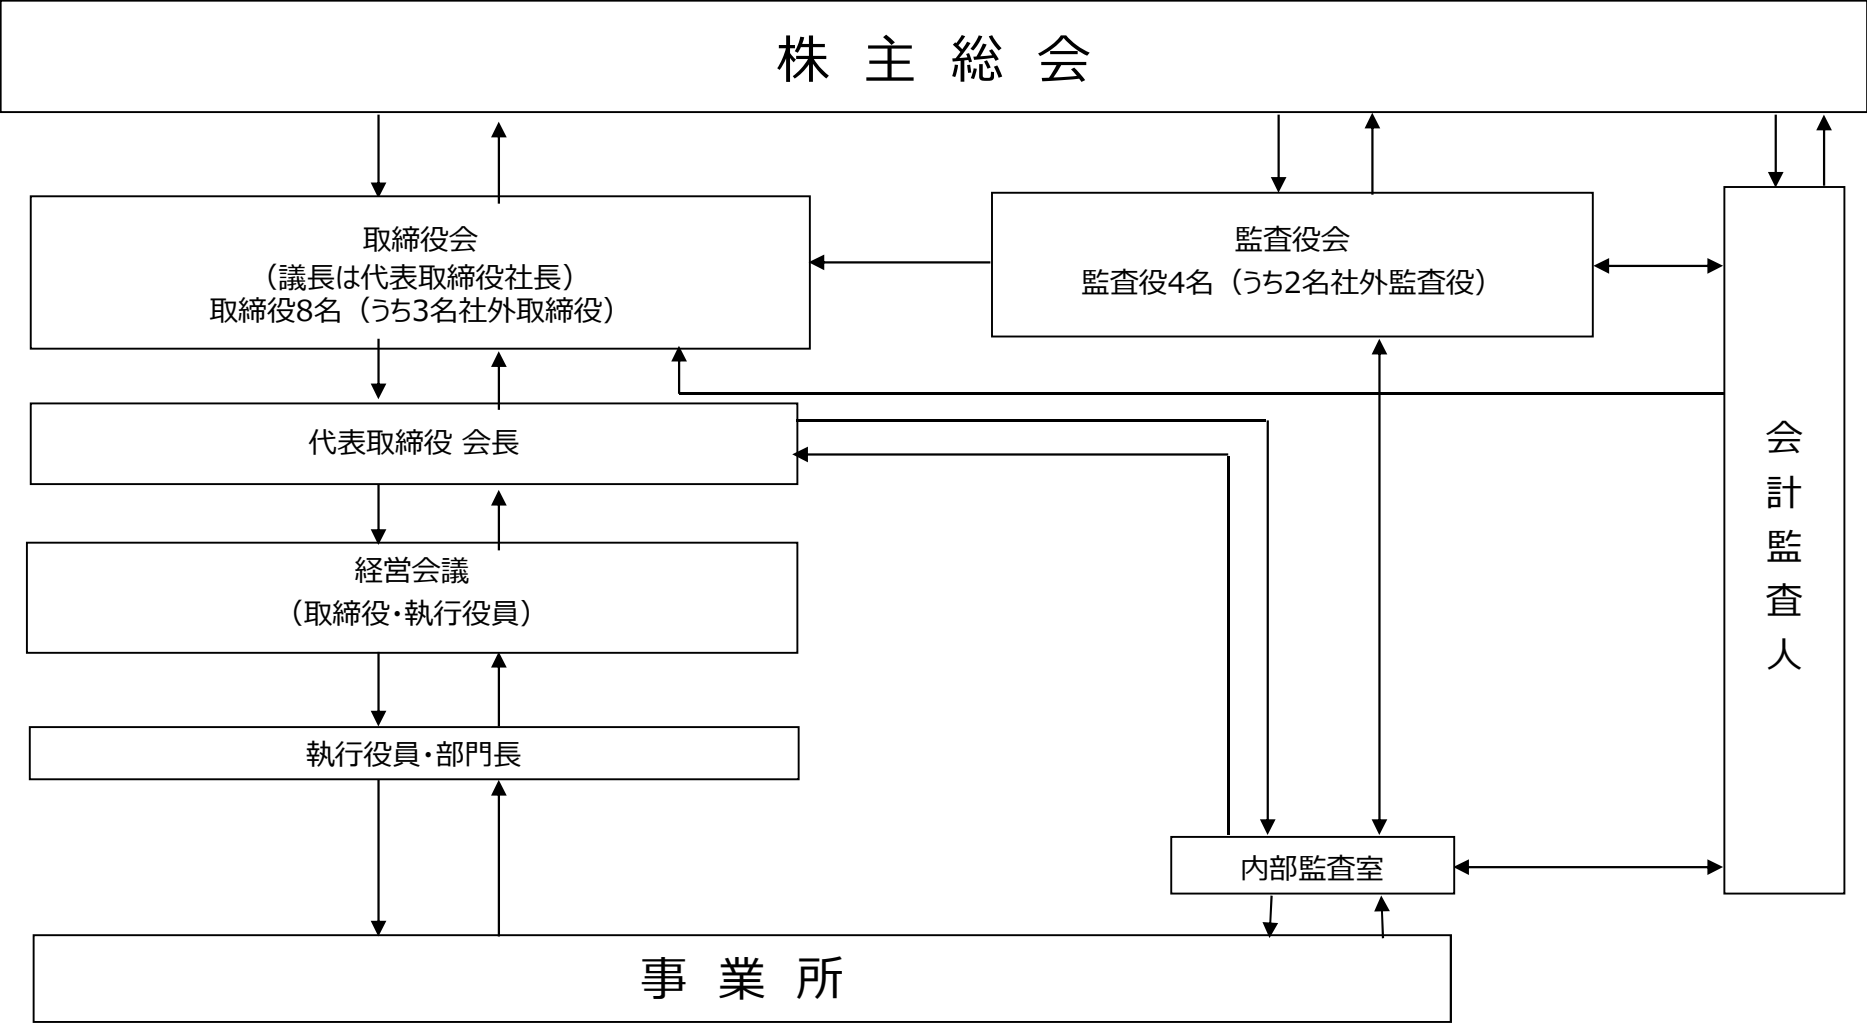 株 主 総 会
取締役会
（議長は代表取締役社長）
取締役8名（うち3名社外取締役）
監査役会
監査役4名（うち2名社外監査役）
代表取締役 会長
経営会議
（取締役・執行役員）
執行役員・部門長
会計監査人
内部監査室
事 業 所